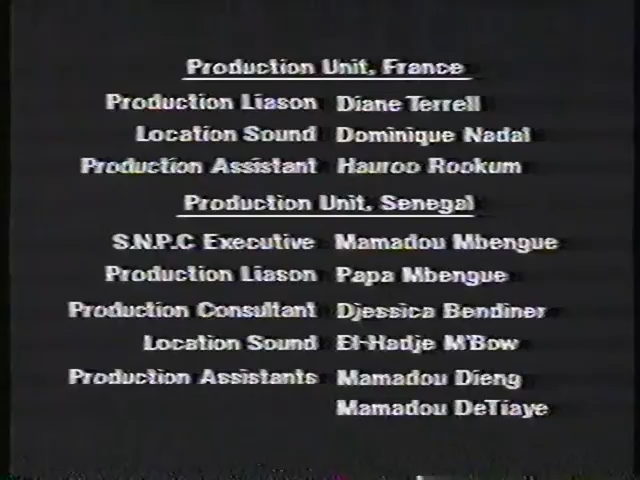 Production Unit, France
Production Liason Diane Terrell
Location Sound Dominique Nadal
Production Assistant Hauroo Rookum
Production Unit, Senegal
S.N.P.C Executive Mamadou Mbengue
Production Liason Papa Mbengue
Production Consultant Djessica Bendiner
Location Sound El-Hadje M'Bow
Production Assistants Mamadou Dieng
Mamadou DeTiaye